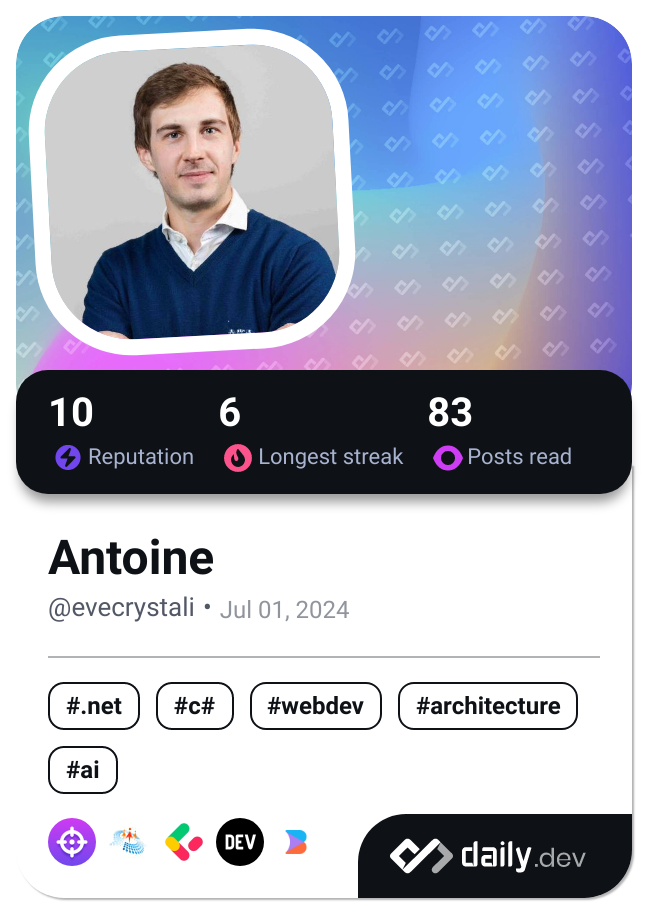 10 6 83
Reputation Longest streak Posts read
Antoine
@evecrystali • Jul 01, 2024
#.net #c# #webdev #architecture
#ai
DEV
daily.dev